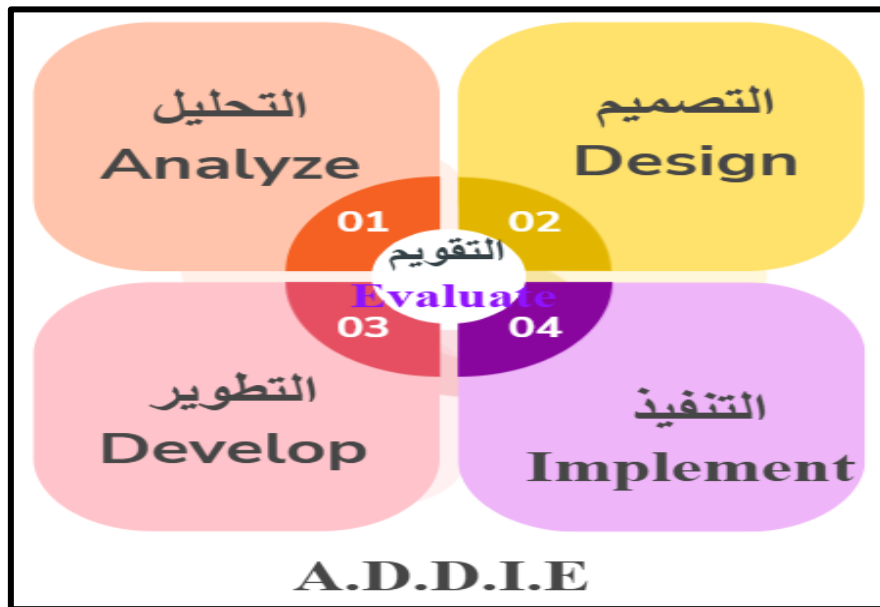 التحليل
Analyze
01
التصميم
Design
02
التقويم
Evaluate
03
التطوير
Develop
04
التنفيذ
Implement
A.D.D.I.E